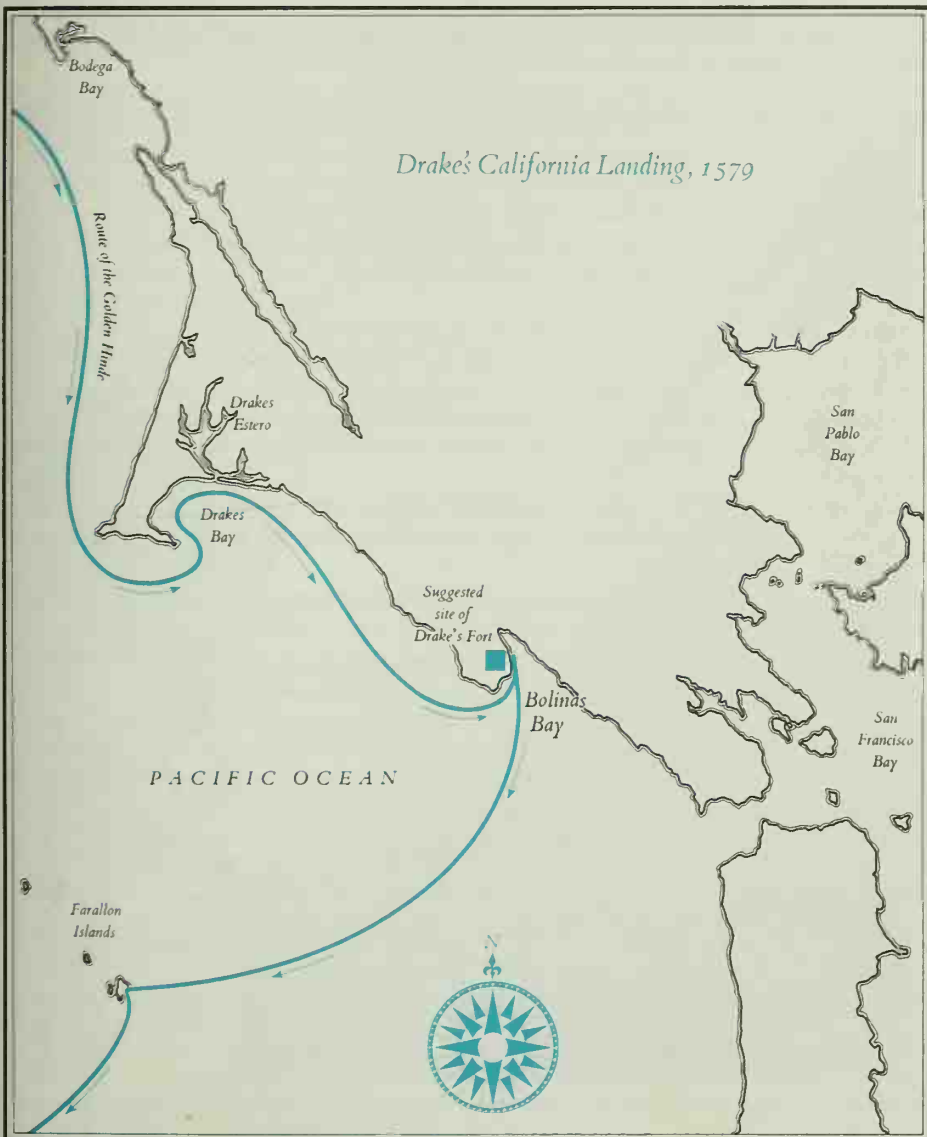 Bodega
Bay
Drake's California Landing, 1579
Route of the Golden Hinde
Drakes
Estero
San
Pablo
Bay
Drakes
Bay
Suggested
site of
Drake's Fort
Bolinas
Bay
San
Francisco
Bay
PACIFIC OCEAN
Farallon
Islands
N